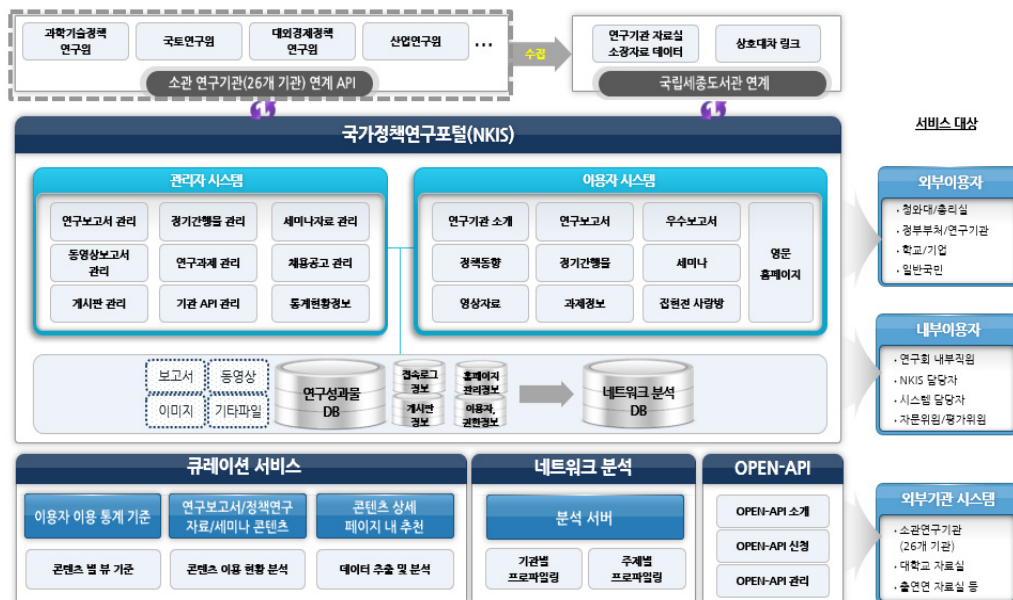 과학기술정책
연구원
국토연구원
대외경제정책
연구원
산업연구원
...
소관 연구기관(26개 기관) 연계 API
수집
연구기관 자료실
소장자료 데이터
상호대차 링크
국립세종도서관 연계
국가정책연구포털(NKIS)
관리자 시스템
연구보고서 관리
정기간행물 관리
세미나자료 관리
동영상보고서
관리
연구과제 관리
채용공고 관리
게시판 관리
기관 API 관리
통계현황정보
이용자 시스템
연구기관 소개
연구보고서
우수보고서
정책동향
정기간행물
세미나
영상자료
과제정보
집현전 사랑방
영문
홈페이지
보고서
동영상
이미지
기타파일
연구성과물
DB
접속로그
정보
홈페이지
관리정보
게시판
정보
이용자,
권한정보
네트워크 분석
DB
큐레이션 서비스
이용자 이용 통계 기준
연구보고서/정책연구
자료/세미나 콘텐츠
콘텐츠 상세
페이지 내 추천
콘텐츠 별 뷰 기준
콘텐츠 이용 현황 분석
데이터 추출 및 분석
네트워크 분석
분석 서버
기관별
프로파일링
주제별
프로파일링
OPEN-API
OPEN-API 소개
OPEN-API 신청
OPEN-API 관리
서비스 대상
외부이용자
· 청와대/총리실
· 정부부처/연구기관
· 학교/기업
· 일반국민
내부이용자
· 연구회 내부직원
· NKIS 담당자
· 시스템 담당자
· 자문위원/평가위원
외부기관 시스템
· 소관연구기관
(26개 기관)
· 대학교 자료실
· 출연연 자료실 등